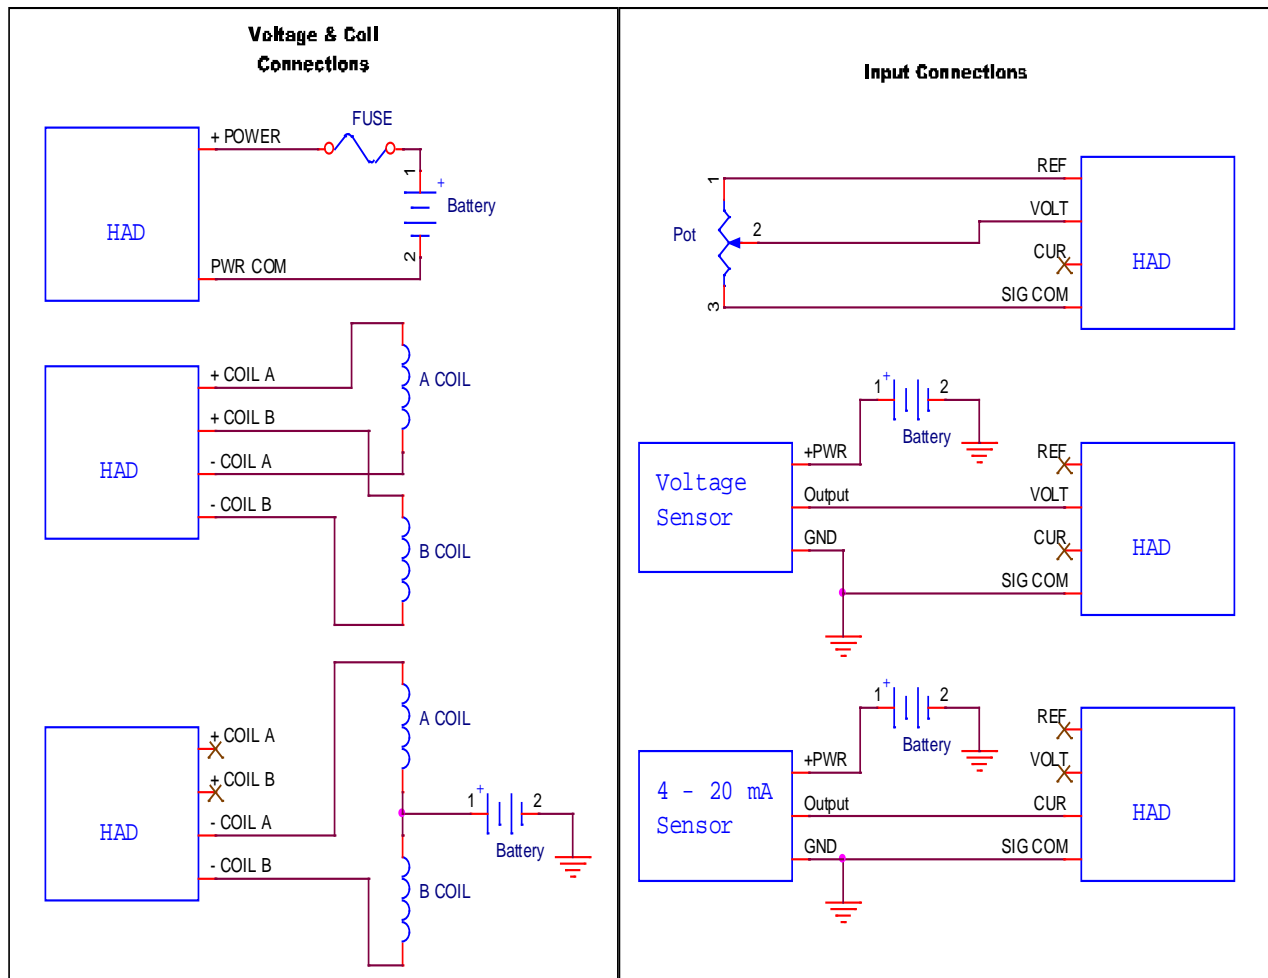 Voltage & Coil
Connections
FUSE
+ POWER
1
+
Battery
HAD
2
PWR COM
+ COIL A
A COIL
+ COIL B
HAD
- COIL A
- COIL B
B COIL
A COIL
+ COIL A
+ COIL B
HAD
- COIL A
1
+
2
Battery
- COIL B
B COIL
Input Connections
REF
1
VOLT
Pot
2
CUR
HAD
SIG COM
3
1
+
2
Battery
+PWR
REF
Voltage
Sensor
Output
VOLT
GND
CUR
HAD
SIG COM
1
+
2
Battery
REF
+PWR
VOLT
4 - 20 mA
Sensor
Output
CUR
HAD
GND
SIG COM